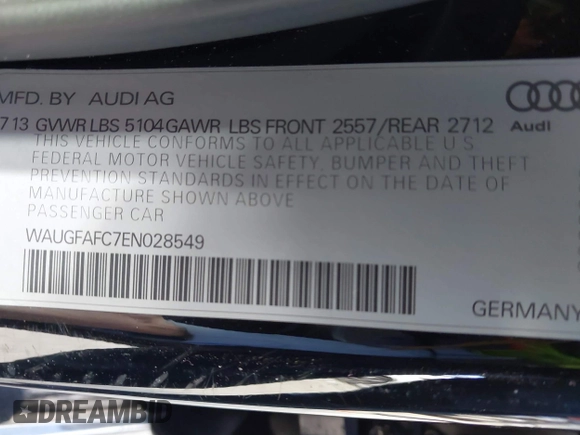 MFD. BY AUDI AG
713 GVWR LBS 5104 GAWR LBS FRONT 2557/REAR 2712
Audi
THIS VEHICLE CONFORMS TO ALL APPLICABLE U S
FEDERAL MOTOR VEHICLE SAFETY, BUMPER AND THEFT
PREVENTION STANDARDS IN EFFECT ON THE DATE OF
MANUFACTURE SHOWN ABOVE
PASSENGER CAR
WAUGFAFC7EN028549
GERMANY
DREAMBID